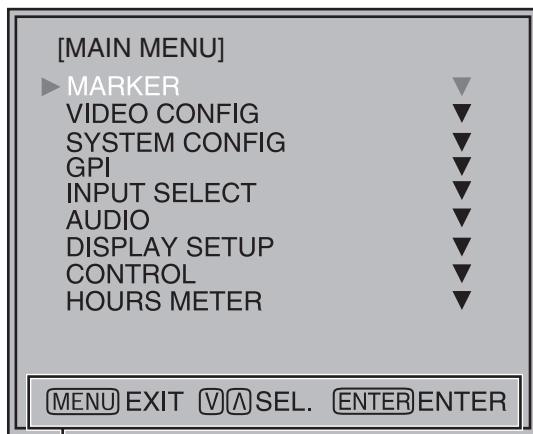 [MAIN MENU]
MARKER
VIDEO CONFIG
SYSTEM CONFIG
GPI
INPUT SELECT
AUDIO
DISPLAY SETUP
CONTROL
HOURS METER
MENU EXIT V Λ SEL. ENTER ENTER